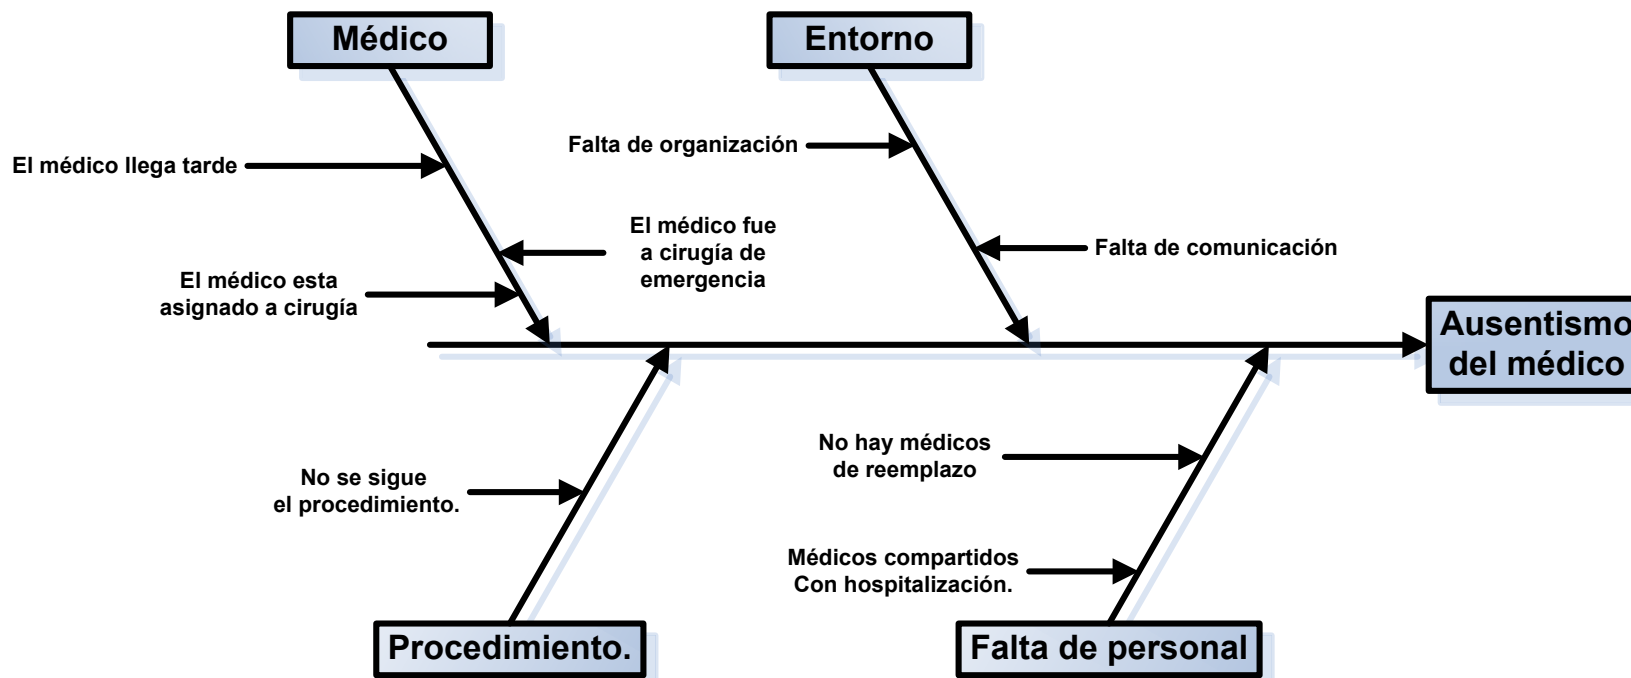 Médico
Entorno
El médico llega tarde
Falta de organización
El médico fue
a cirugía de
emergencia
Falta de comunicación
El médico esta
asignado a cirugía
Ausentismo
del médico
No se sigue
el procedimiento.
No hay médicos
de reemplazo
Médicos compartidos
Con hospitalización.
Procedimiento.
Falta de personal